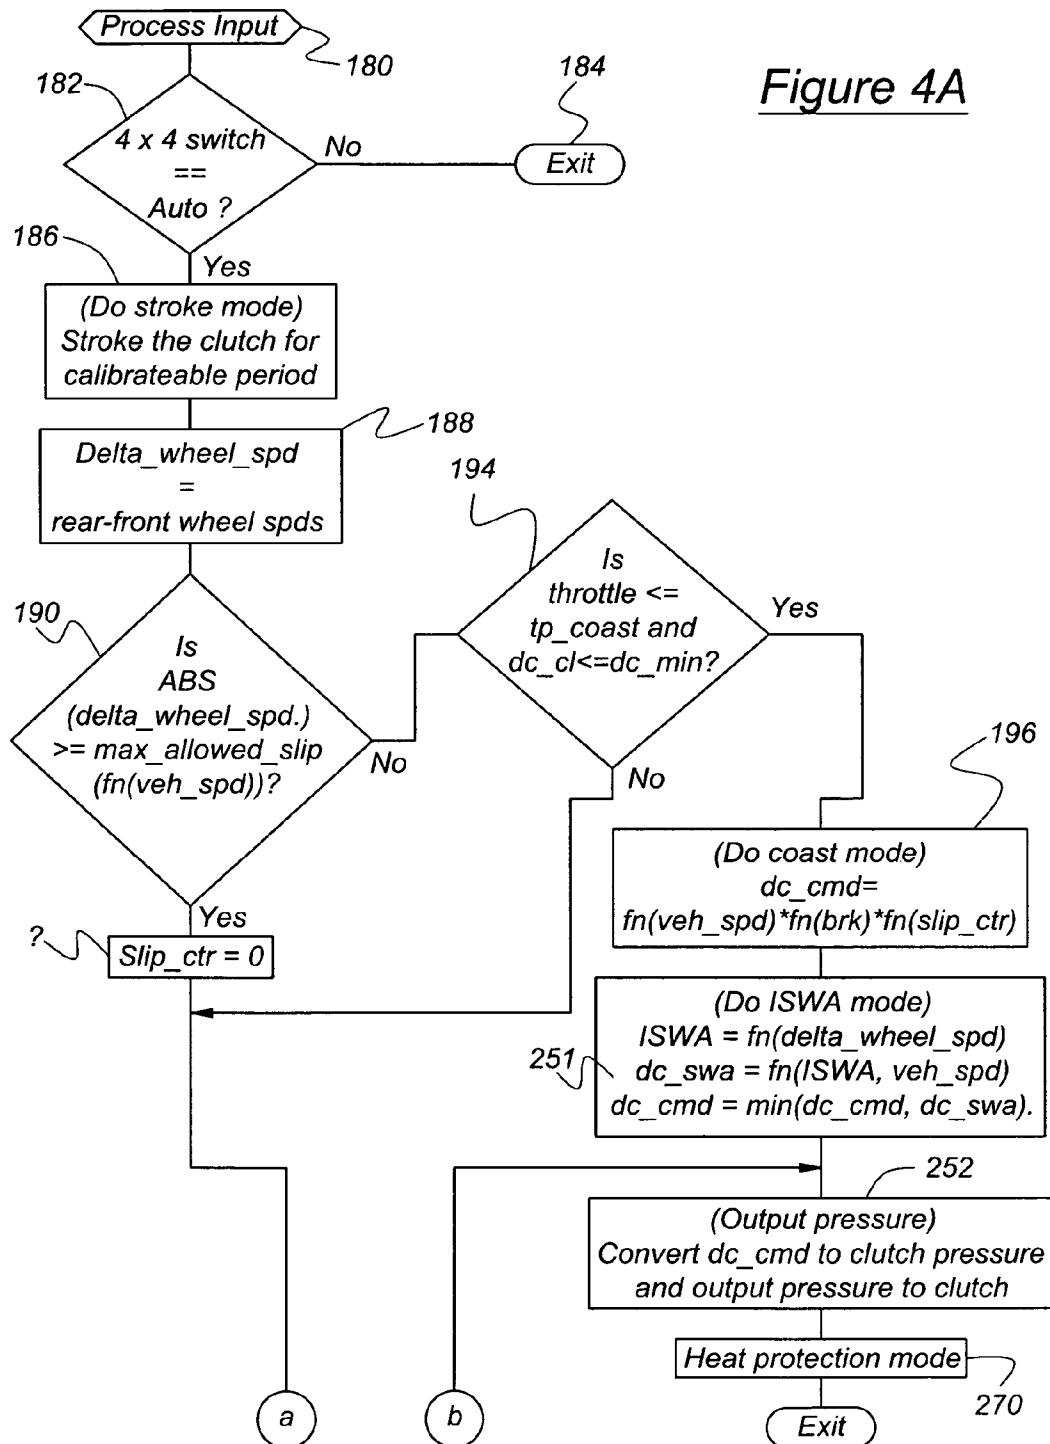 Process Input
180
Figure 4A
182
184
4 x 4 switch
==
Auto ?
No
Exit
186
Yes
(Do stroke mode)
Stroke the clutch for
calibrateable period
188
Delta_wheel_spd
=
rear-front wheel spds
194
Is
throttle <=
tp_coast and
dc_cl<=dc_min?
Yes
No
190
Is
ABS
(delta_wheel_spd.)
>= max_allowed_slip
(fn(veh_spd))?
No
Yes
?
Slip_ctr = 0
196
(Do coast mode)
dc_cmd=
fn(veh_spd)*fn(brk)*fn(slip_ctr)
251
(Do ISWA mode)
ISWA = fn(delta_wheel_spd)
dc_swa = fn(ISWA, veh_spd)
dc_cmd = min(dc_cmd, dc_swa).
252
(Output pressure)
Convert dc_cmd to clutch pressure
and output pressure to clutch
Heat protection mode
270
Exit
a
b